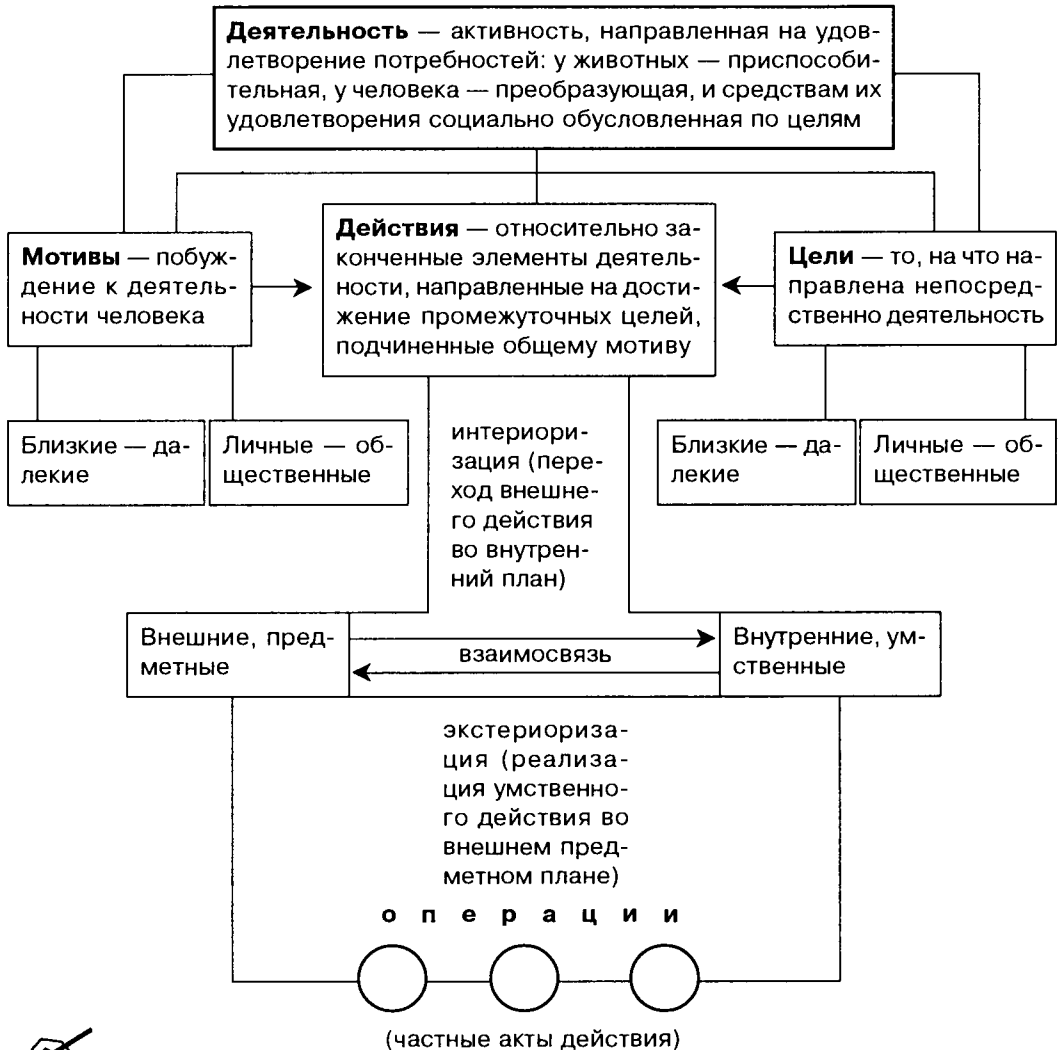 Деятельность — активность, направленная на удов-
летворение потребностей: у животных — приспособи-
тельная, у человека — преобразующая, и средствам их
удовлетворения социально обусловленная по целям
Мотивы — побуж-
дение к деятель-
ности человека
Действия — относительно за-
конченные элементы деятель-
ности, направленные на дости-
жение промежуточных целей,
подчиненные общему мотиву
Цели — то, на что на-
правлена непосред-
ственно деятельность
Близкие — да-
лекие
Личные — об-
щественные
интериори-
зация (пере-
ход внешне-
го действия
во внутрен-
ний план)
Близкие — да-
лекие
Личные — об-
щественные
Внешние, пред-
метные
взаимосвязь
Внутренние, ум-
ственные
экстериориза-
ция (реализа-
ция умственно-
го действия во
внешнем пред-
метном плане)
о п е р а ц и и
(частные акты действия)